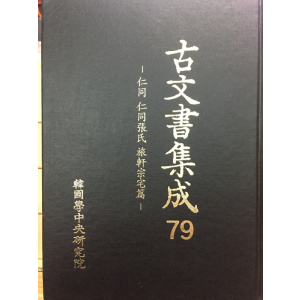 古文書集成 79
- 仁同 仁同張氏 旅軒宗宅篇 -
韓國學中央硏究院